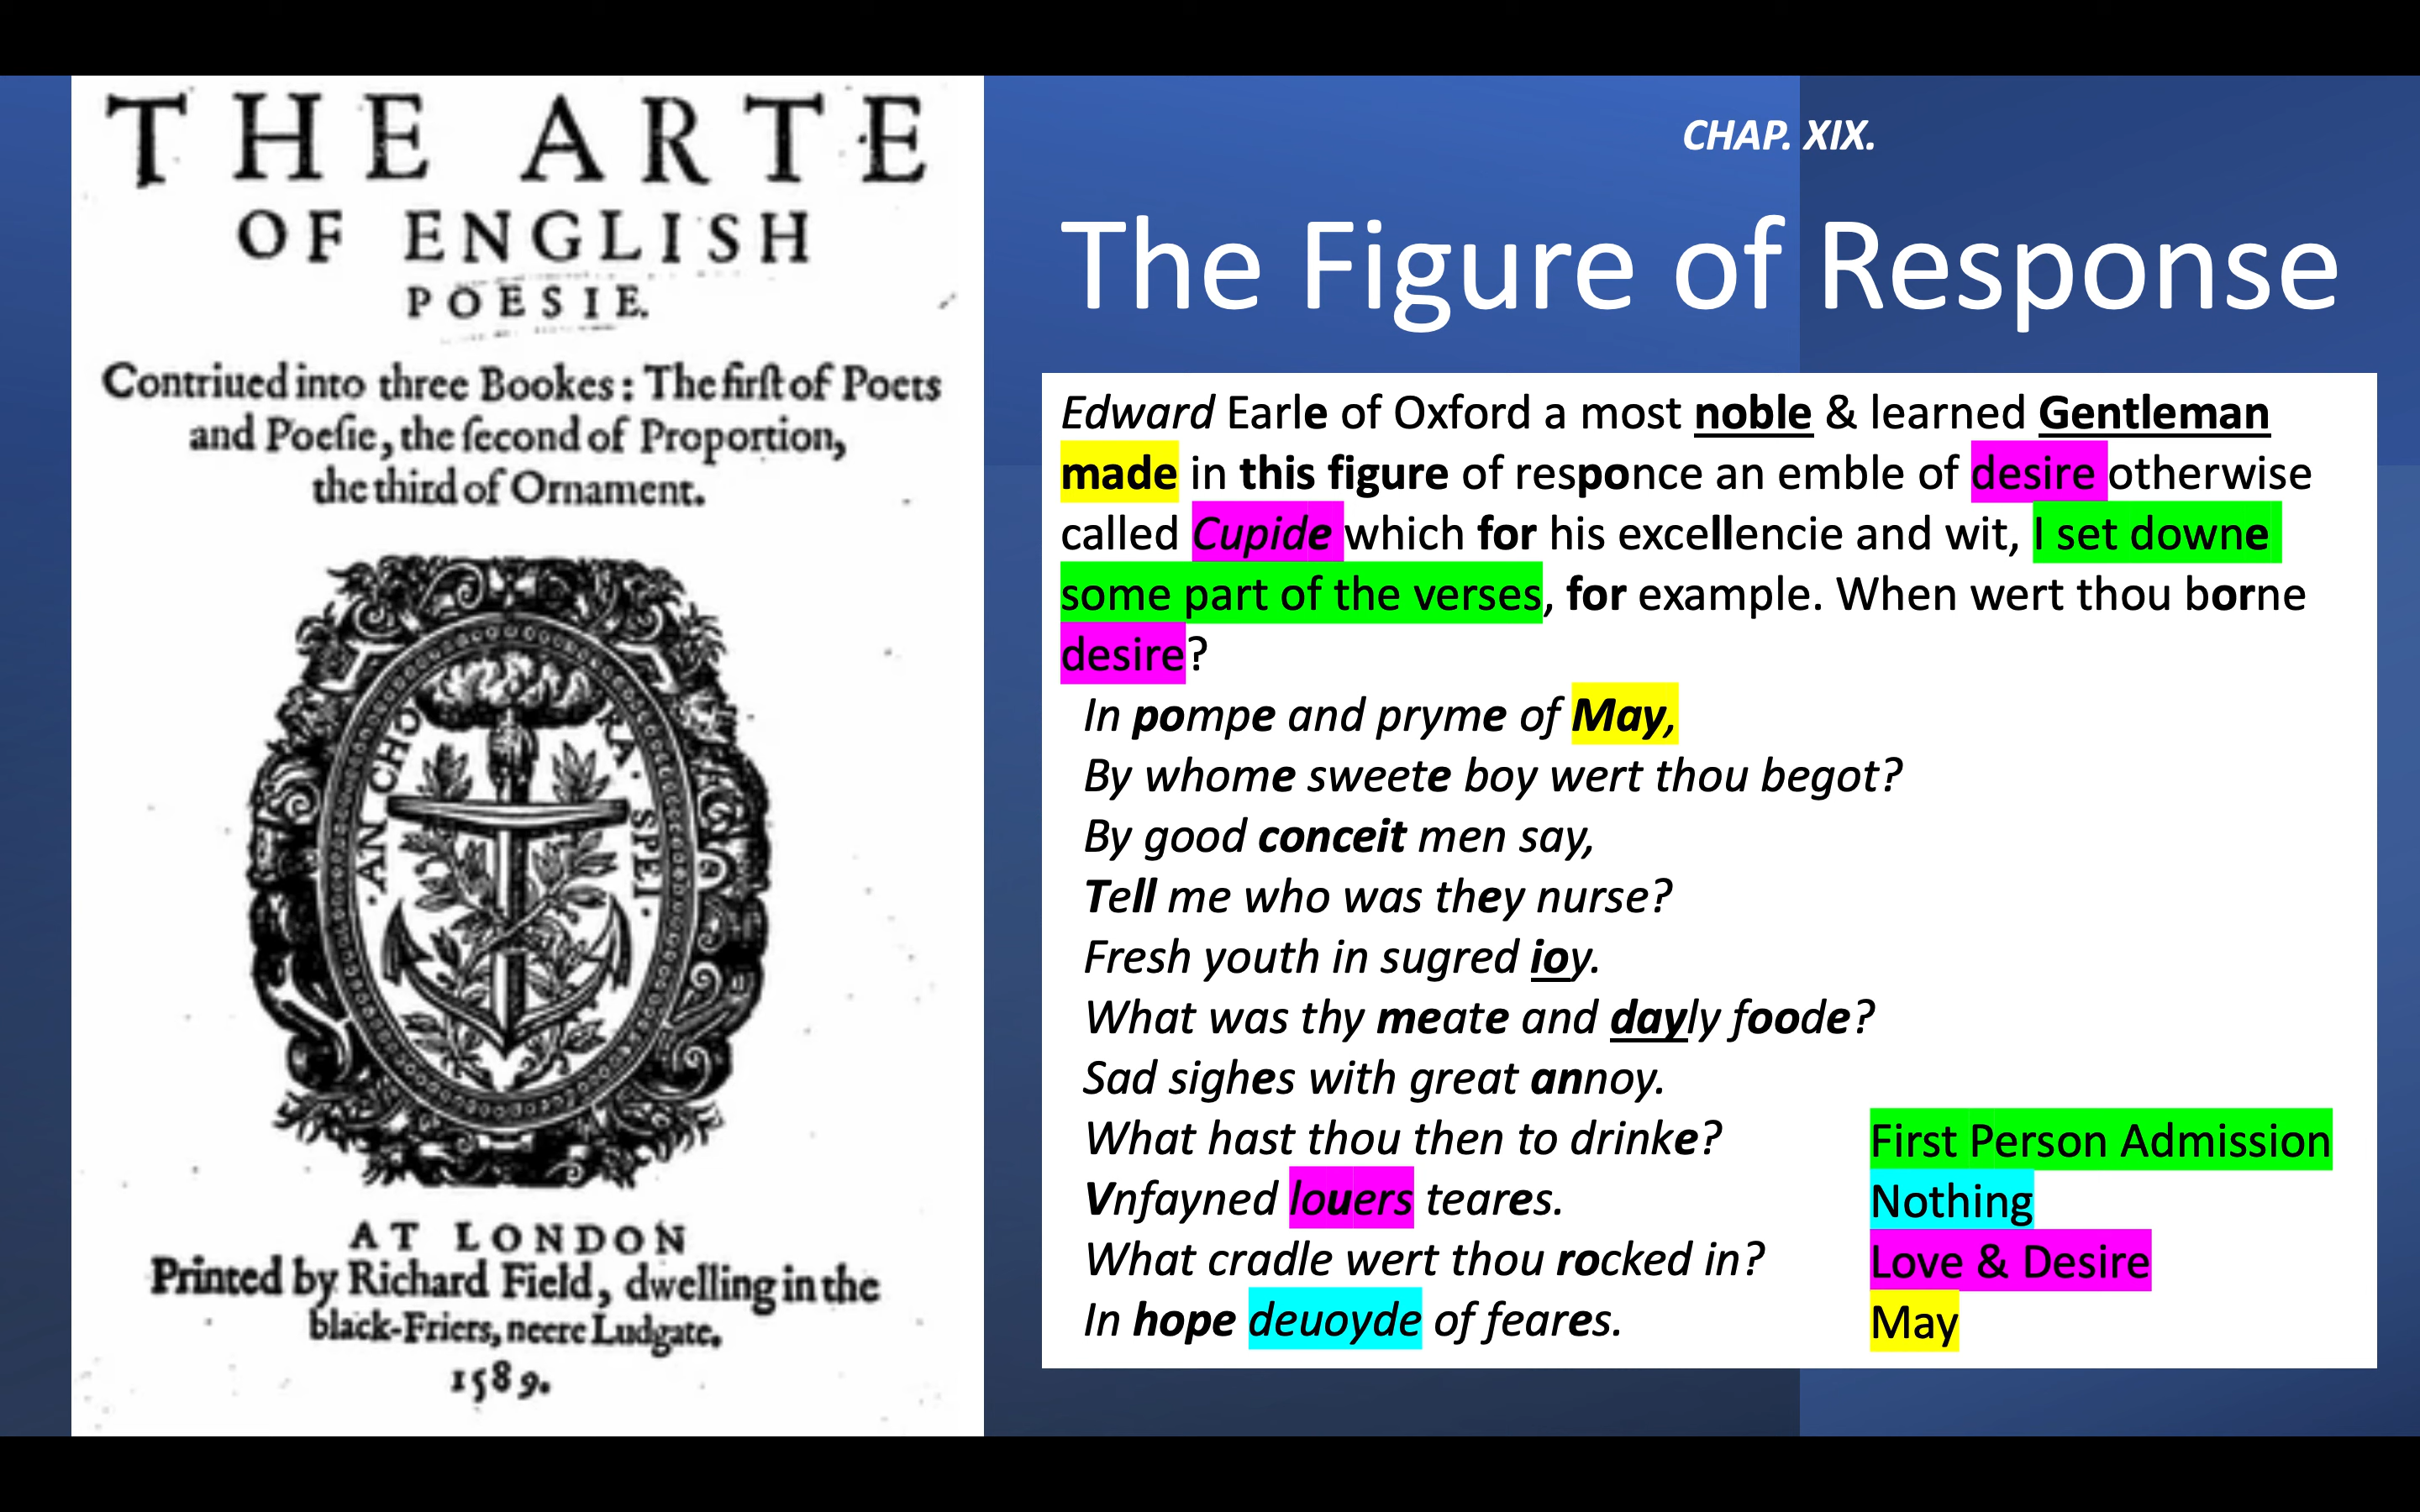 THE ARTE
OF ENGLISH
POESIE.
Contriued into three Bookes: The first of Poets
and Poesie, the second of Proportion,
the third of Ornament.
ANCHORA · SPEI ·
AT LONDON
Printed by Richard Field, dwelling in the
black-Friers, neere Ludgate.
1589.
CHAP. XIX.
The Figure of Response
Edward Earle of Oxford a most noble & learned Gentleman
made in this figure of responce an emble of desire otherwise
called Cupide which for his excellencie and wit, I set downe
some part of the verses, for example. When wert thou borne
desire?
In pompe and pryme of May,
By whome sweete boy wert thou begot?
By good conceit men say,
Tell me who was they nurse?
Fresh youth in sugred ioy.
What was thy meate and dayly foode?
Sad sighes with great annoy.
What hast thou then to drinke?
Vnfayned louers teares.
What cradle wert thou rocked in?
In hope deuoyde of feares.
First Person Admission
Nothing
Love & Desire
May